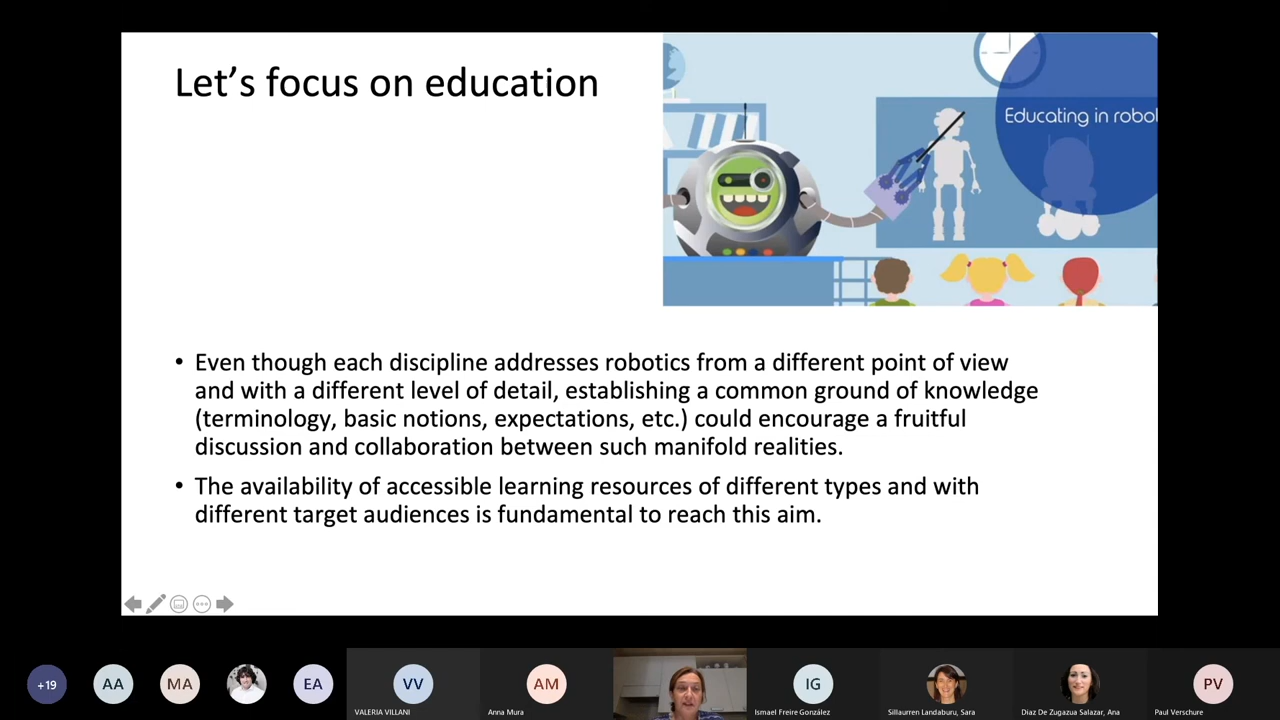 Let's focus on education
Educating in robot
• Even though each discipline addresses robotics from a different point of view
and with a different level of detail, establishing a common ground of knowledge
(terminology, basic notions, expectations, etc.) could encourage a fruitful
discussion and collaboration between such manifold realities.
• The availability of accessible learning resources of different types and with
different target audiences is fundamental to reach this aim.
+19
AA
MA
EA
VV
AM
IG
PV
VALERIA VILLANI
Anna Mura
Ismael Freire González
Sillaurren Landaburu, Sara
Diaz De Zugazua Salazar, Ana
Paul Verschure